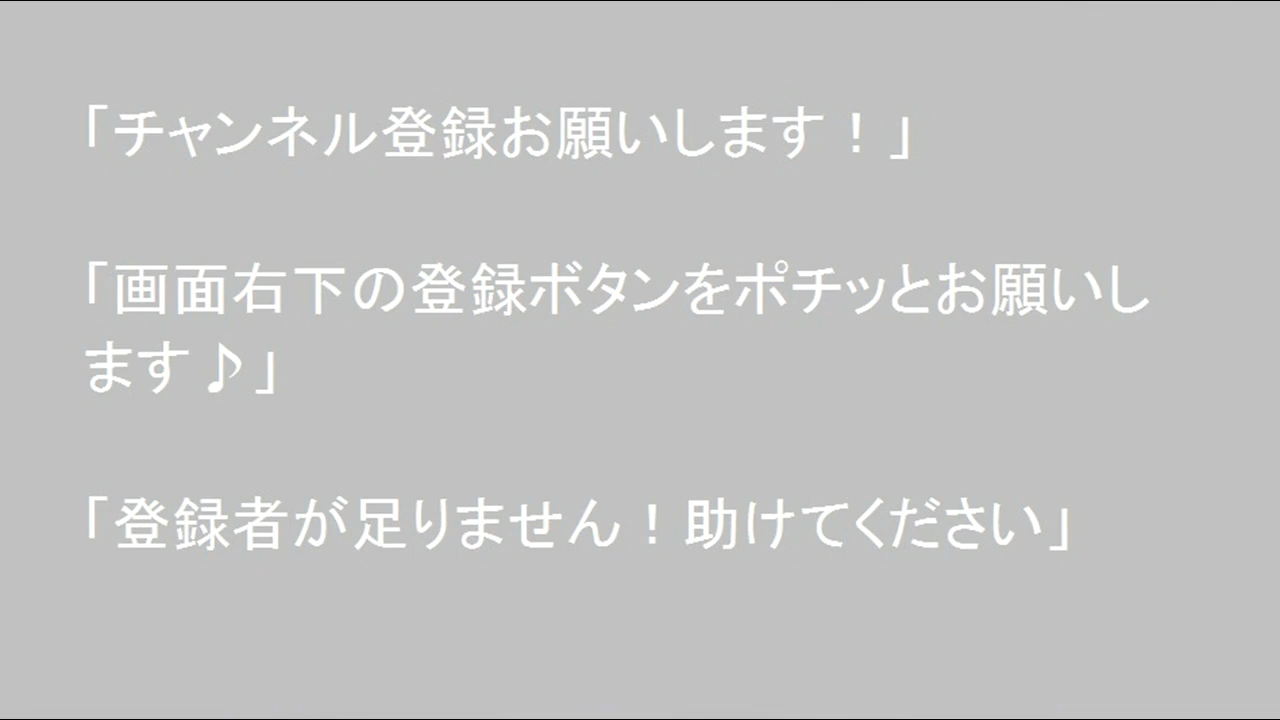 「チャンネル登録お願いします！」
「画面右下の登録ボタンをポチッとお願いし
ます♪」
「登録者が足りません！助けてください」